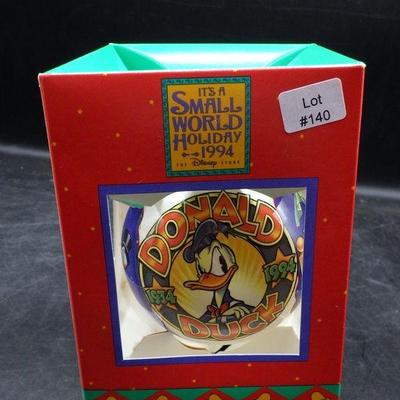 IT'S A
SMALL
WORLD
HOLIDAY
1994
THE Disney STORE
Lot
#140
DONALD
1934 1994
DUCK